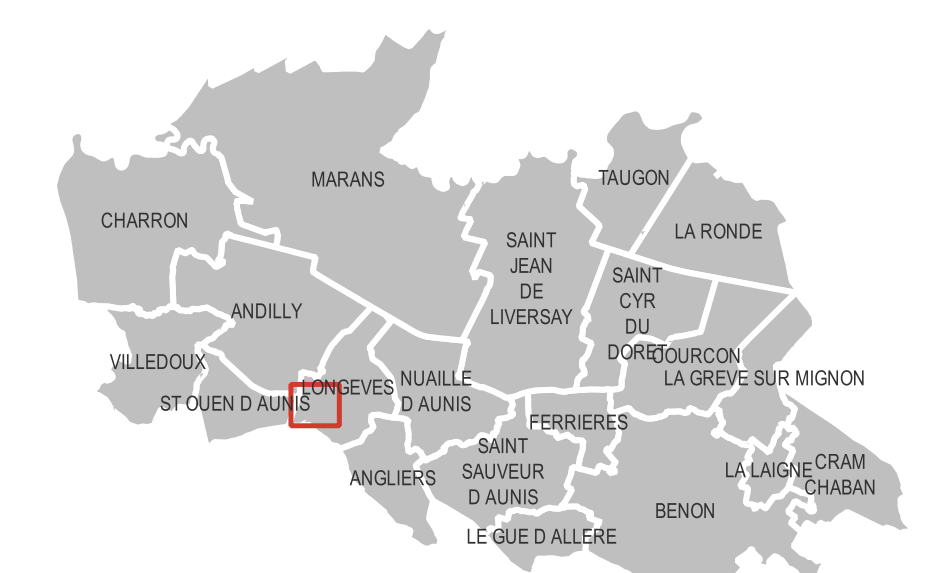 MARANS
TAUGON
CHARRON
LA RONDE
SAINT
JEAN
DE
LIVERSAY
SAINT
CYR
DU
DORET
ANDILLY
COURCON
VILLEDOUX
LA GREVE SUR MIGNON
LONGEVES
NUAILLE
D AUNIS
ST OUEN D AUNIS
FERRIERES
SAINT
SAUVEUR
D AUNIS
ANGLIERS
LA LAIGNE
CRAM
CHABAN
BENON
LE GUE D ALLERE